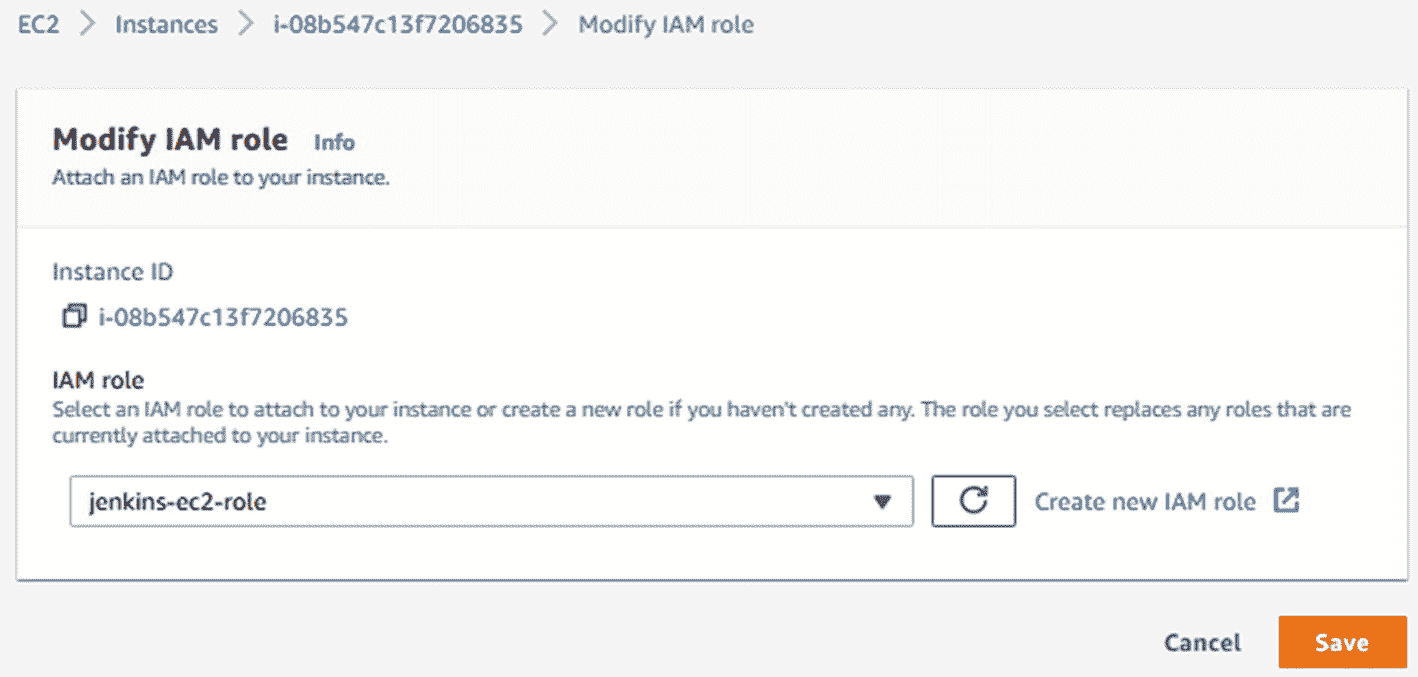 EC2 > Instances > i-08b547c13f7206835 > Modify IAM role
Modify IAM role Info
Attach an IAM role to your instance.
Instance ID
i-08b547c13f7206835
IAM role
Select an IAM role to attach to your instance or create a new role if you haven't created any. The role you select replaces any roles that are
currently attached to your instance.
jenkins-ec2-role Create new IAM role
Cancel Save